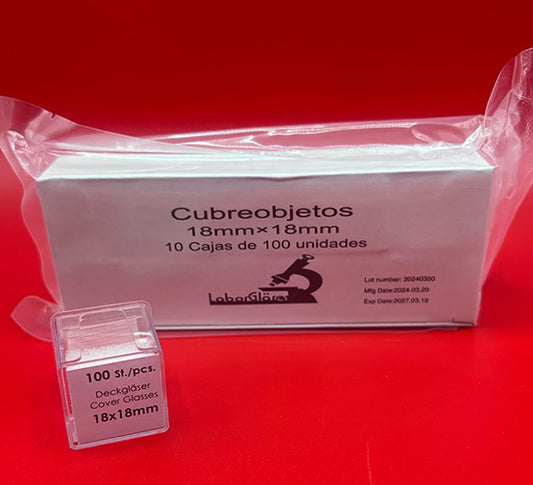 Cubreobjetos
18mm×18mm
10 Cajas de 100 unidades
LaborGläser
Lot number: 20240320
Mfg Date:2024.03.20
Exp Date:2027.03.19
100 St./pcs.
Deckgläser
Cover Glasses
18x18mm